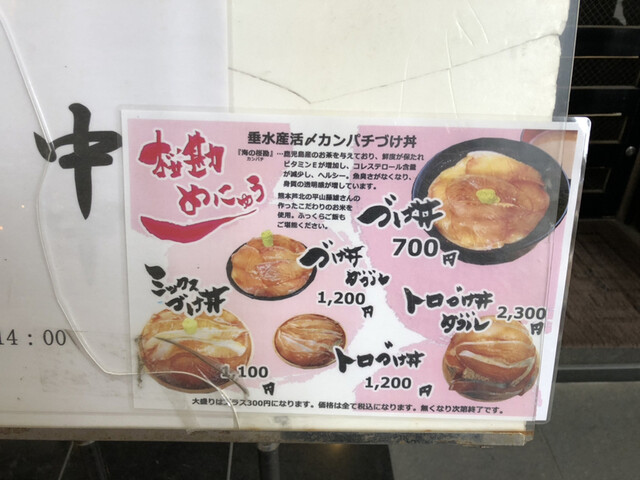 中
14：00
桜勘
めにゅう
垂水産活〆カンパチづけ丼
『海の桜勘』…鹿児島産のお茶を与えており、鮮度が保たれ
カンパチ
ビタミンEが増加し、コレステロール含量
が減少し、ヘルシー。魚臭さがなくなり、
身質の透明感が増しています。
熊本芦北の平山藤雄さんの
作ったこだわりのお米を
使用。ふっくらご飯も
ご堪能ください。
づけ丼
700円
づけ丼
ダブル
1,200円
ミックス
づけ丼
1,100円
トロづけ丼
1,200円
トロづけ丼
ダブル
2,300円
大盛りはプラス300円になります。価格は全て税込になります。無くなり次第終了です。